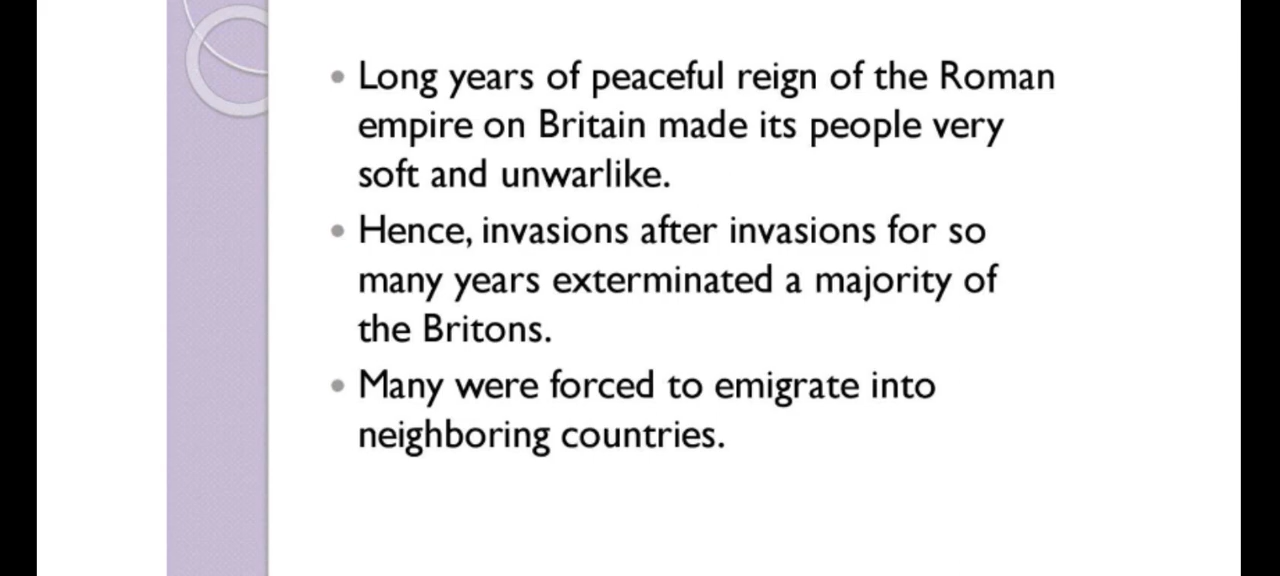 • Long years of peaceful reign of the Roman
empire on Britain made its people very
soft and unwarlike.
• Hence, invasions after invasions for so
many years exterminated a majority of
the Britons.
• Many were forced to emigrate into
neighboring countries.